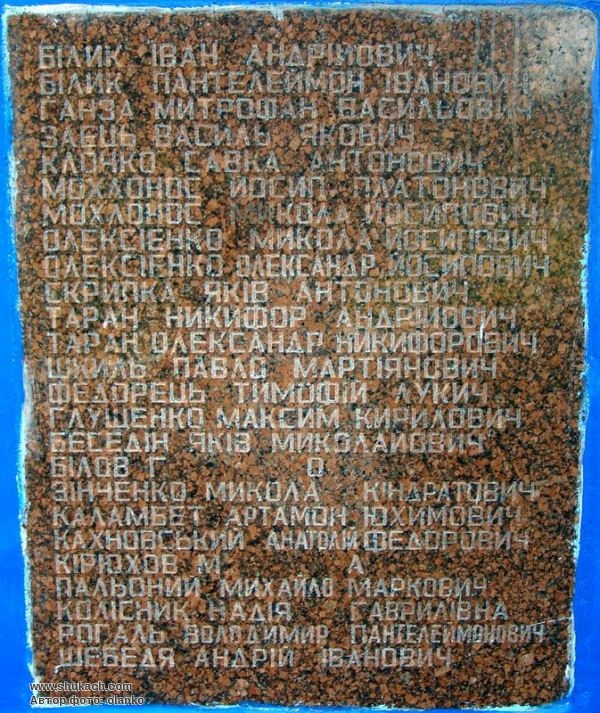 БІЛИК ІВАН АНДРІЙОВИЧ
БІЛИК ПАНТЕЛЕЙМОН ІВАНОВИЧ
ГАНЗА МИТРОФАН ВАСИЛЬОВИЧ
ЗАЄЦЬ ВАСИЛЬ ЯКОВИЧ
КЛОЧКО САВКА АНТОНОВИЧ
МОХЛОНОС ЙОСИП ПЛАТОНОВИЧ
МОХЛОНОС МИКОЛА ЙОСИПОВИЧ
ОЛЕКСІЄНКО МИКОЛА ЙОСИПОВИЧ
ОЛЕКСІЄНКО ОЛЕКСАНДР ЙОСИПОВИЧ
СКРИПКА ЯКІВ АНТОНОВИЧ
ТАРАН НИКИФОР АНДРІЙОВИЧ
ТАРАН ОЛЕКСАНДР НИКИФОРОВИЧ
ШКИЛЬ ПАВЛО МАРТІЯНОВИЧ
ФЕДОРЕЦЬ ТИМОФІЙ ЛУКИЧ
ГЛУЩЕНКО МАКСИМ КИРИЛОВИЧ
БЕСЕДІН ЯКІВ МИКОЛАЙОВИЧ
БІЛОВ Г О
ЗІНЧЕНКО МИКОЛА КІНДРАТОВИЧ
КАЛАМБЕТ АРТАМОН ЮХИМОВИЧ
КАХНОВСЬКИЙ АНАТОЛІЙ ФЕДОРОВИЧ
КІРЮХОВ М А
ПАЛЬОНИЙ МИХАЙЛО МАРКОВИЧ
КОЛІСНИК НАДІЯ ГАВРИЛІВНА
РОГАЛЬ ВОЛОДИМИР ПАНТЕЛЕЙМОНОВИЧ
ШЕБЕДЯ АНДРІЙ ІВАНОВИЧ
www.shukach.com
Автор фото: dlanko